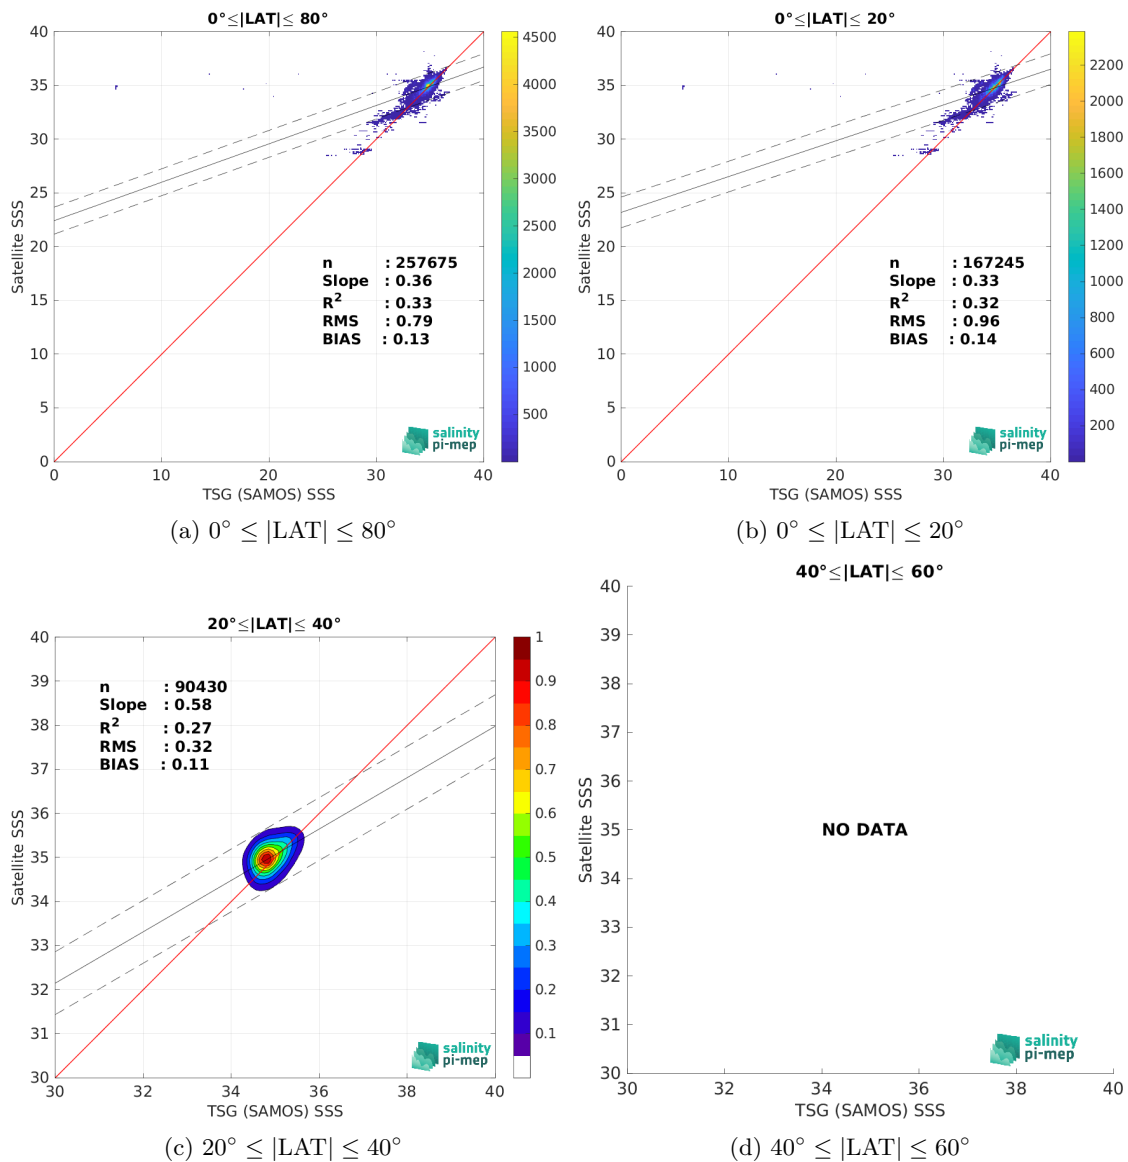 0°≤|LAT|≤ 80°
40
35
30
25
20
15
10
5
0
Satellite SSS
n : 257675
Slope : 0.36
R² : 0.33
RMS : 0.79
BIAS : 0.13
salinity
pi-mep
0 10 20 30 40
TSG (SAMOS) SSS
4500
4000
3500
3000
2500
2000
1500
1000
500
(a) 0° ≤ |LAT| ≤ 80°
0°≤|LAT|≤ 20°
40
35
30
25
20
15
10
5
0
Satellite SSS
n : 167245
Slope : 0.33
R² : 0.32
RMS : 0.96
BIAS : 0.14
salinity
pi-mep
0 10 20 30 40
TSG (SAMOS) SSS
2200
2000
1800
1600
1400
1200
1000
800
600
400
200
(b) 0° ≤ |LAT| ≤ 20°
20°≤|LAT|≤ 40°
40
39
38
37
36
35
34
33
32
31
30
Satellite SSS
n : 90430
Slope : 0.58
R² : 0.27
RMS : 0.32
BIAS : 0.11
salinity
pi-mep
30 32 34 36 38 40
TSG (SAMOS) SSS
1
0.9
0.8
0.7
0.6
0.5
0.4
0.3
0.2
0.1
(c) 20° ≤ |LAT| ≤ 40°
40°≤|LAT|≤ 60°
40
39
38
37
36
35
34
33
32
31
30
Satellite SSS
NO DATA
salinity
pi-mep
30 32 34 36 38 40
TSG (SAMOS) SSS
(d) 40° ≤ |LAT| ≤ 60°